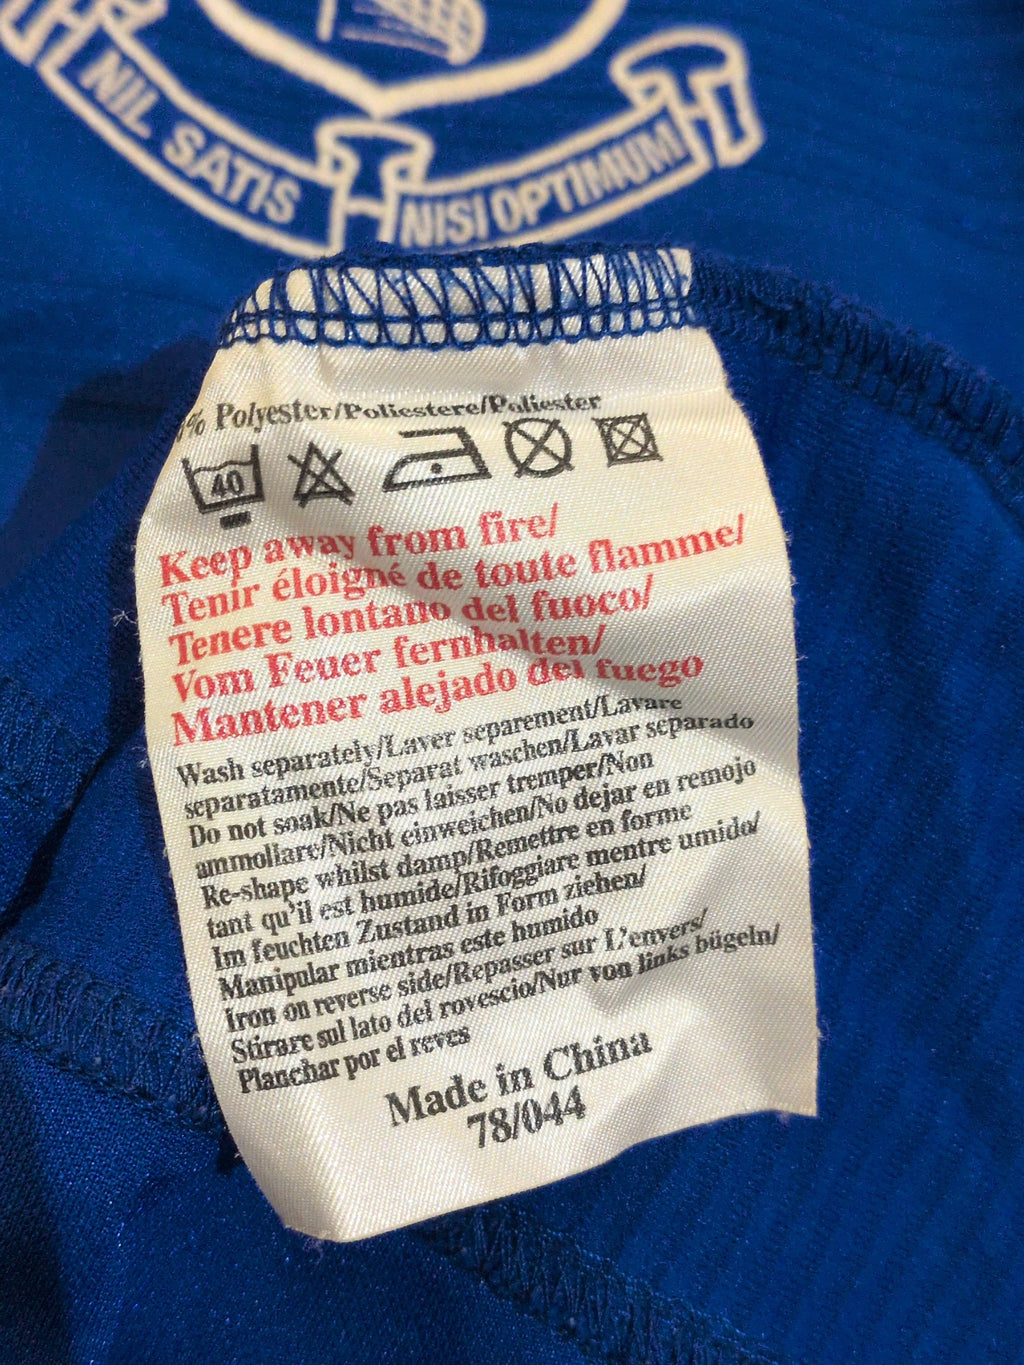 NIL SATIS NISI OPTIMUM
% Polyester/Poliestere/Poliester
40
Keep away from fire/
Tenir éloigné de toute flamme/
Tenere lontano del fuoco/
Vom Feuer fernhalten/
Mantener alejado del fuego
Wash separately/Laver separement/Lavare
separatamente/Separat waschen/Lavar separado
Do not soak/Ne pas laisser tremper/Non
ammollare/Nicht einweichen/No dejar en remojo
Re-shape whilst damp/Remettre en forme
tant qu'il est humide/Rifoggiare mentre umido/
Im feuchten Zustand in Form ziehen/
Manipular mientras este humido
Iron on reverse side/Repasser sur L'envers/
Stirare sul lato del rovescio/Nur von links bügeln/
Planchar por el reves
Made in China
78/044